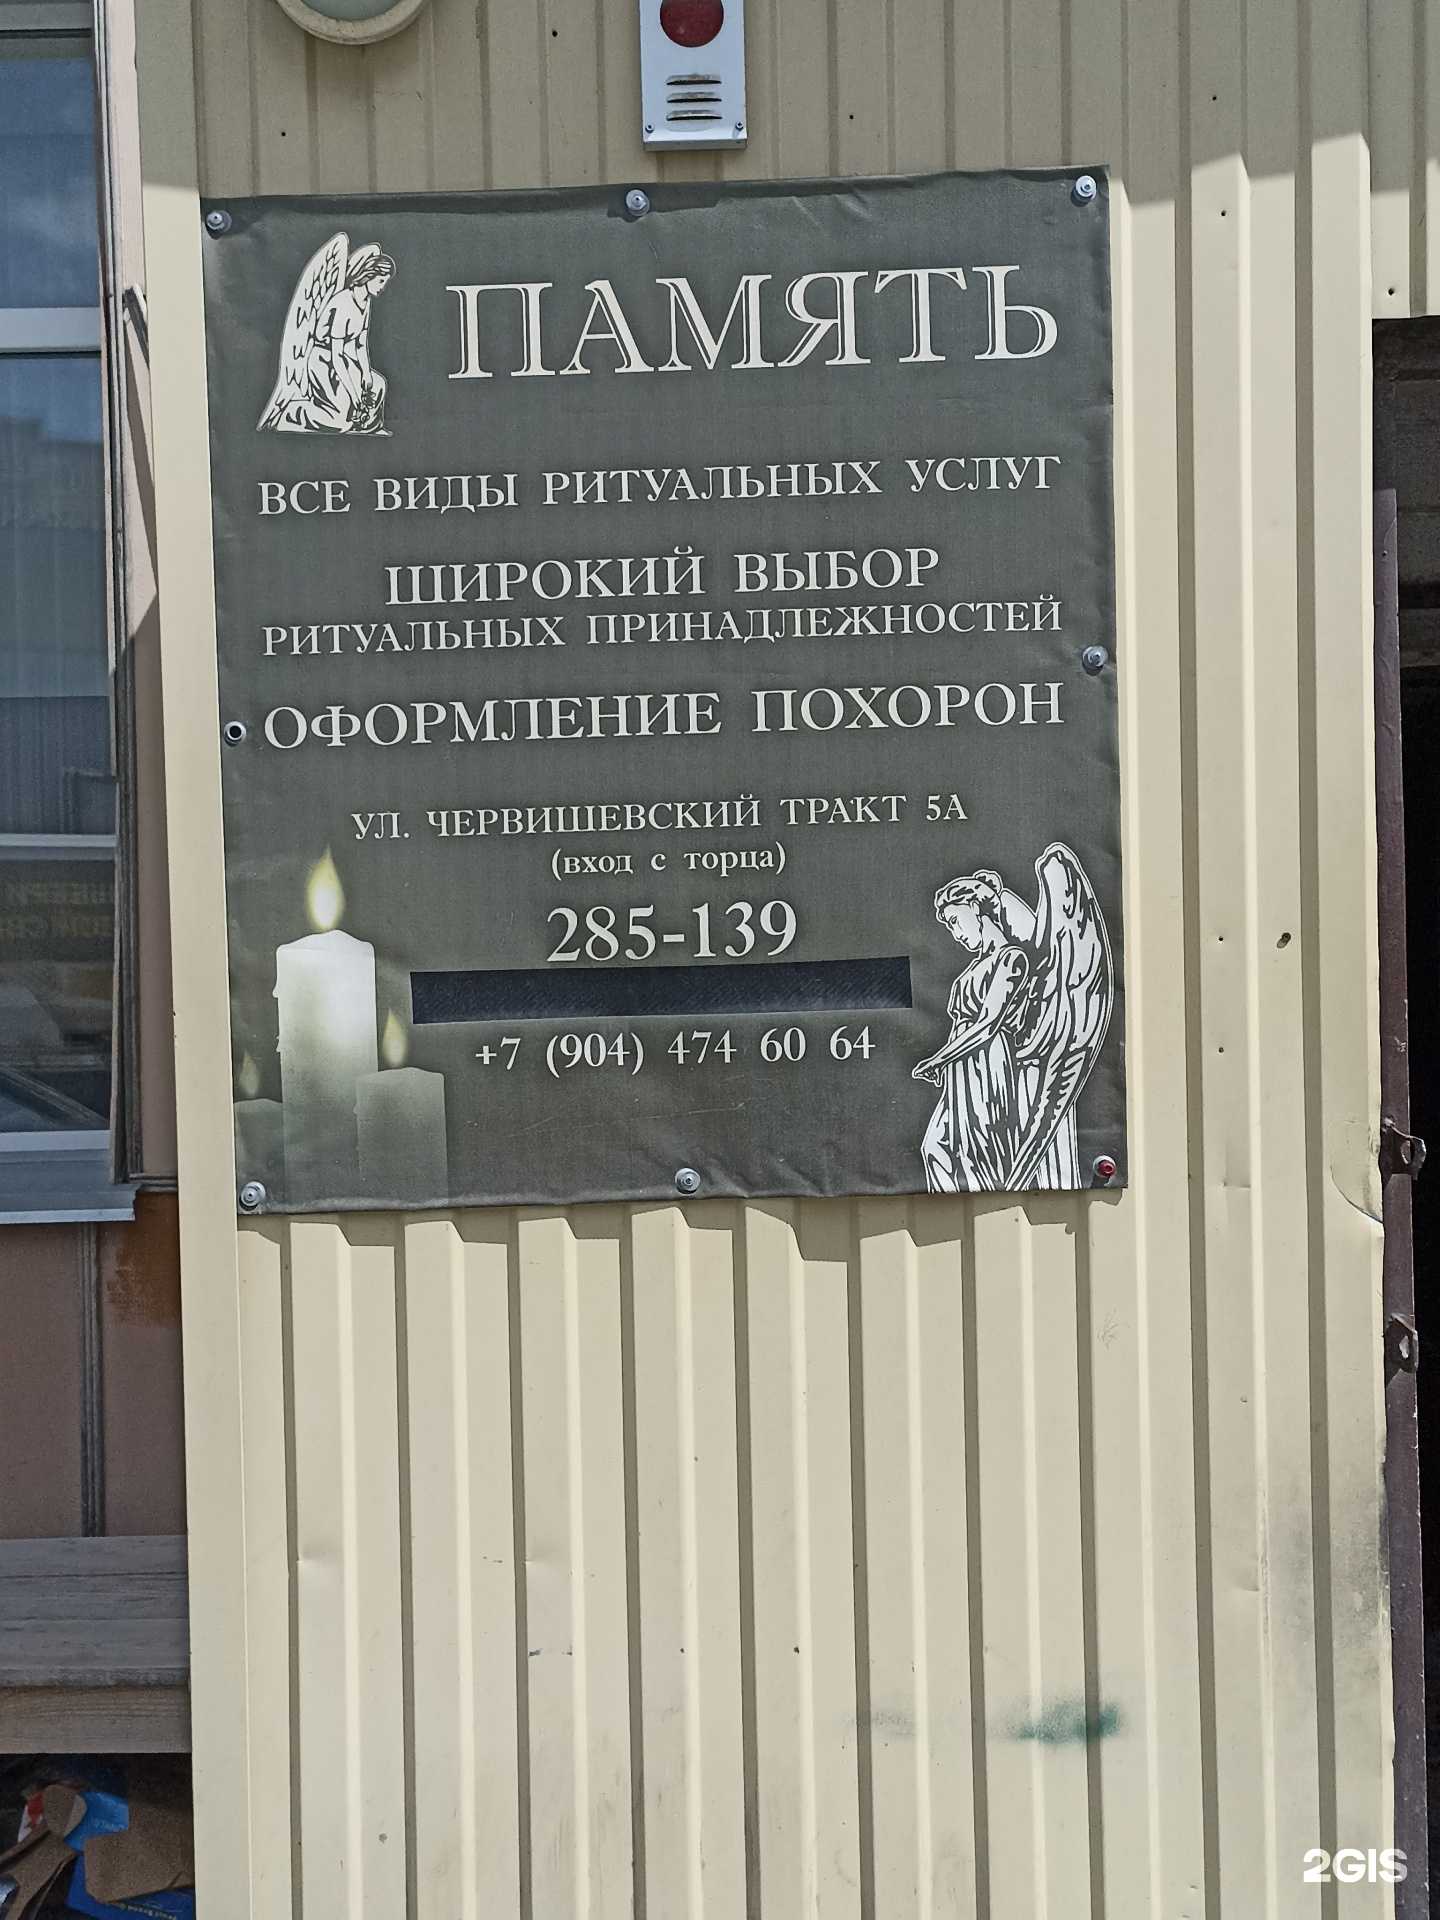 ПАМЯТЬ
ВСЕ ВИДЫ РИТУАЛЬНЫХ УСЛУГ
ШИРОКИЙ ВЫБОР
РИТУАЛЬНЫХ ПРИНАДЛЕЖНОСТЕЙ
ОФОРМЛЕНИЕ ПОХОРОН
УЛ. ЧЕРВИШЕВСКИЙ ТРАКТ 5А
(вход с торца)
285-139
+7 (904) 474 60 64
2GIS